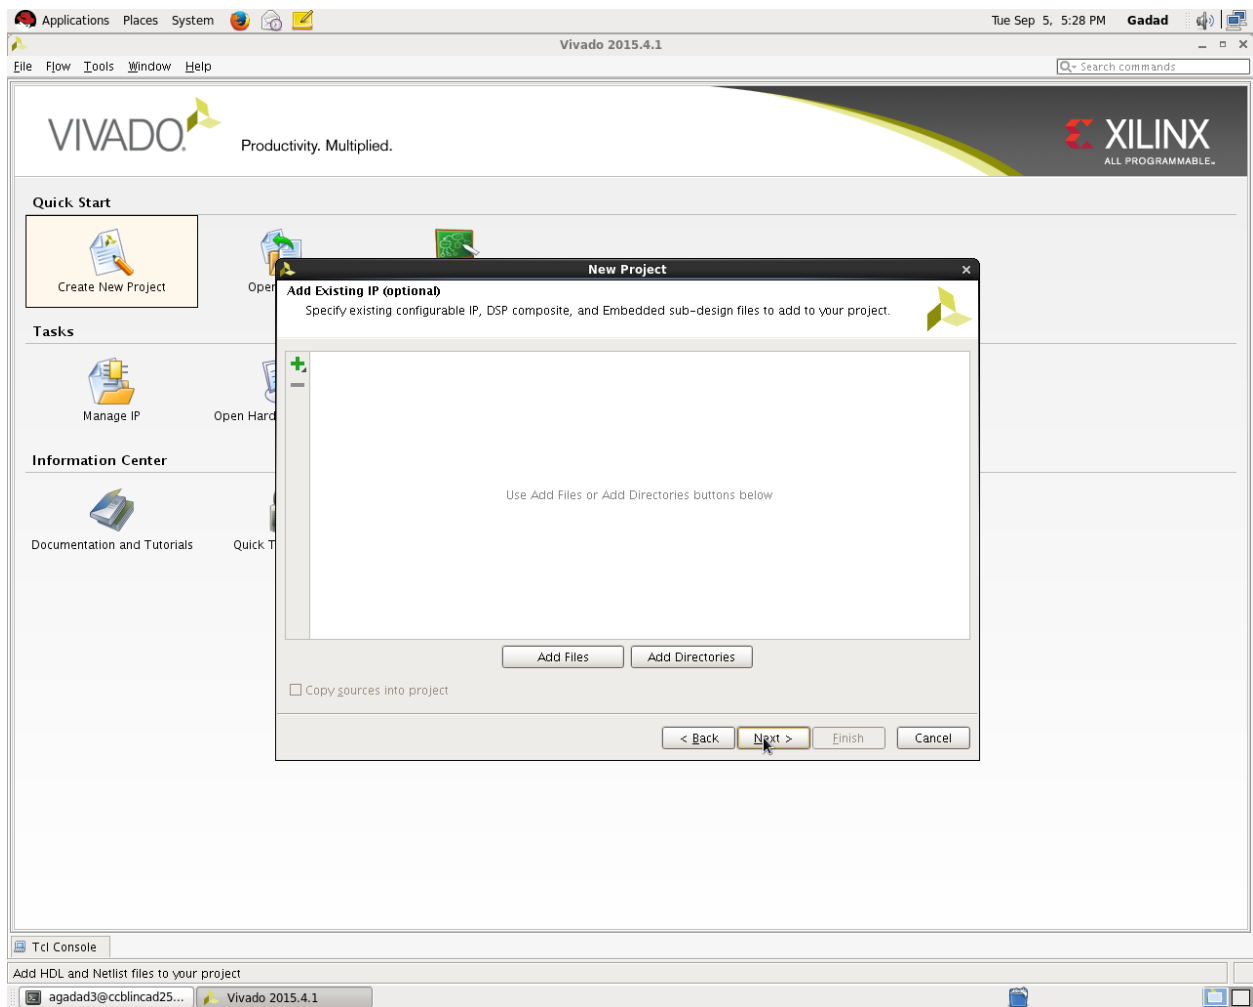 Applications Places System
Tue Sep 5, 5:28 PM Gadad
Vivado 2015.4.1
File Flow Tools Window Help
Search commands
VIVADO.
Productivity. Multiplied.
XILINX
ALL PROGRAMMABLE.
Quick Start
Create New Project
Open
New Project
Add Existing IP (optional)
Specify existing configurable IP, DSP composite, and Embedded sub-design files to add to your project.
Tasks
Manage IP
Open Hard
Information Center
Use Add Files or Add Directories buttons below
Documentation and Tutorials
Quick T
Add Files Add Directories
Copy sources into project
< Back Next > Finish Cancel
Tcl Console
Add HDL and Netlist files to your project
agadad3@ccblincad25...
Vivado 2015.4.1